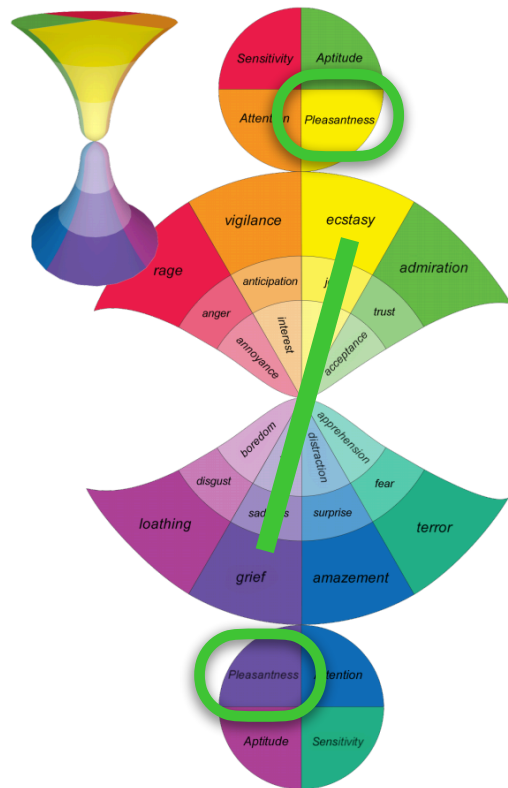 Sensitivity
Aptitude
Attention
Pleasantness
vigilance
ecstasy
rage
admiration
anticipation
anger
trust
interest
annoyance
acceptance
boredom
distraction
apprehension
disgust
fear
surprise
loathing
terror
grief
amazement
Pleasantness
Aptitude
Sensitivity